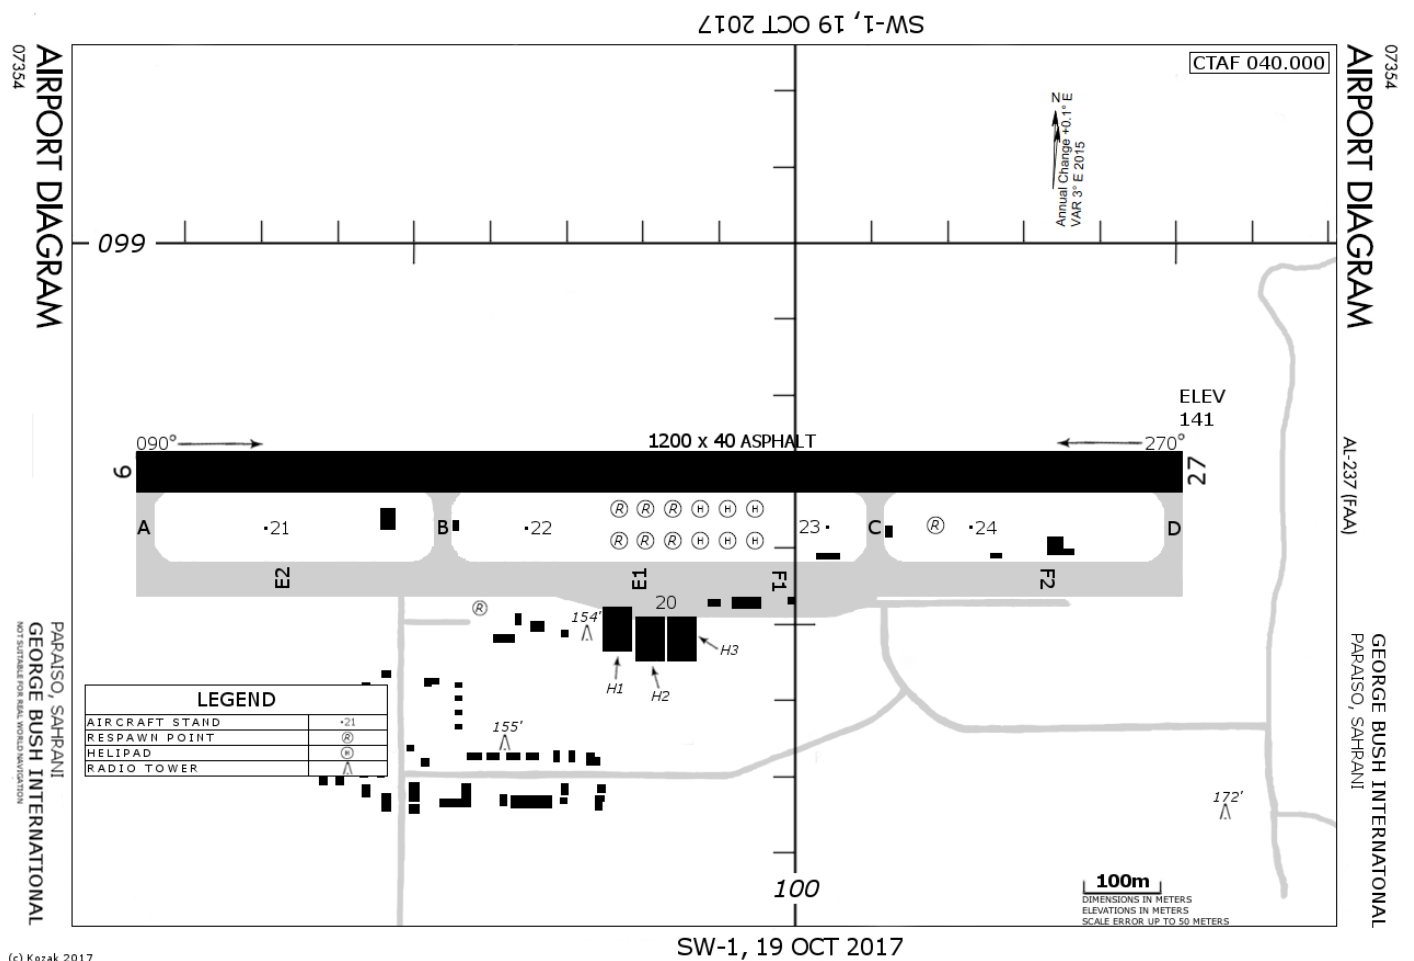 SW-1, 19 OCT 2017
07354
AIRPORT DIAGRAM
07354
AIRPORT DIAGRAM
CTAF 040.000
N
Annual Change +0.1° E
VAR 3° E 2015
099
ELEV
141
090°
1200 x 40 ASPHALT
270°
9
27
AL-237 (FAA)
R R R H H H
A
21
B
22
23
C
R
24
D
R R R H H H
E2
E1
F1
F2
R
154'
20
H3
H1
H2
LEGEND
AIRCRAFT STAND 21
RESPAWN POINT R
HELIPAD H
RADIO TOWER
155'
172'
100
100m
DIMENSIONS IN METERS
ELEVATIONS IN METERS
SCALE ERROR UP TO 50 METERS
PARAISO, SAHRANI
GEORGE BUSH INTERNATIONAL
NOT SUITABLE FOR REAL WORLD NAVIGATION
GEORGE BUSH INTERNATONAL
PARAISO, SAHRANI
SW-1, 19 OCT 2017
(c) Kozak 2017